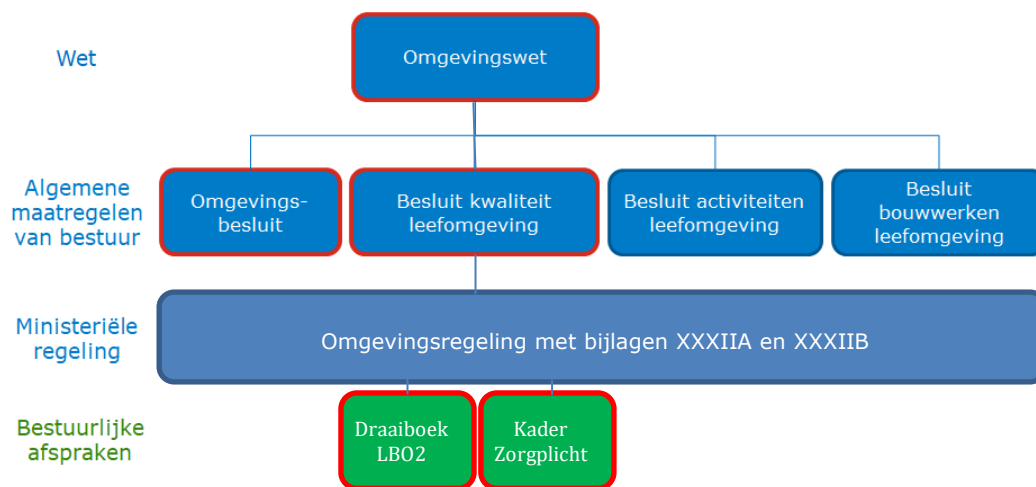 Wet
Omgevingswet
Algemene
maatregelen
van bestuur
Omgevings-
besluit
Besluit kwaliteit
leefomgeving
Besluit activiteiten
leefomgeving
Besluit
bouwwerken
leefomgeving
Ministeriële
regeling
Omgevingsregeling met bijlagen XXXIIA en XXXIIB
Bestuurlijke
afspraken
Draaiboek
LBO2
Kader
Zorgplicht